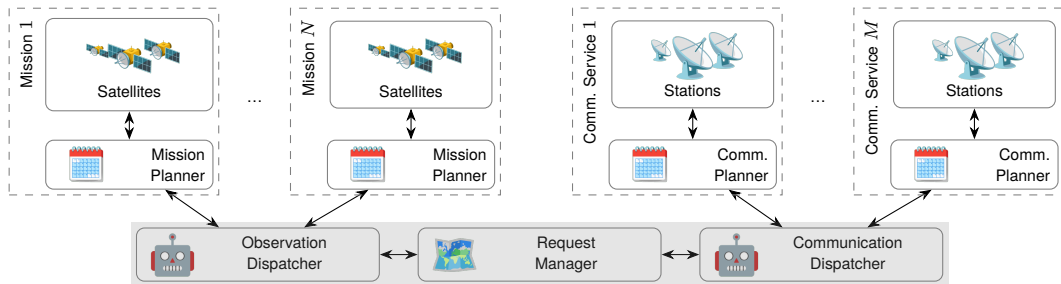 Mission 1
Satellites
Mission
Planner
...
Mission N
Satellites
Mission
Planner
Comm. Service 1
Stations
Comm.
Planner
...
Comm. Service M
Stations
Comm.
Planner
Observation
Dispatcher
Request
Manager
Communication
Dispatcher